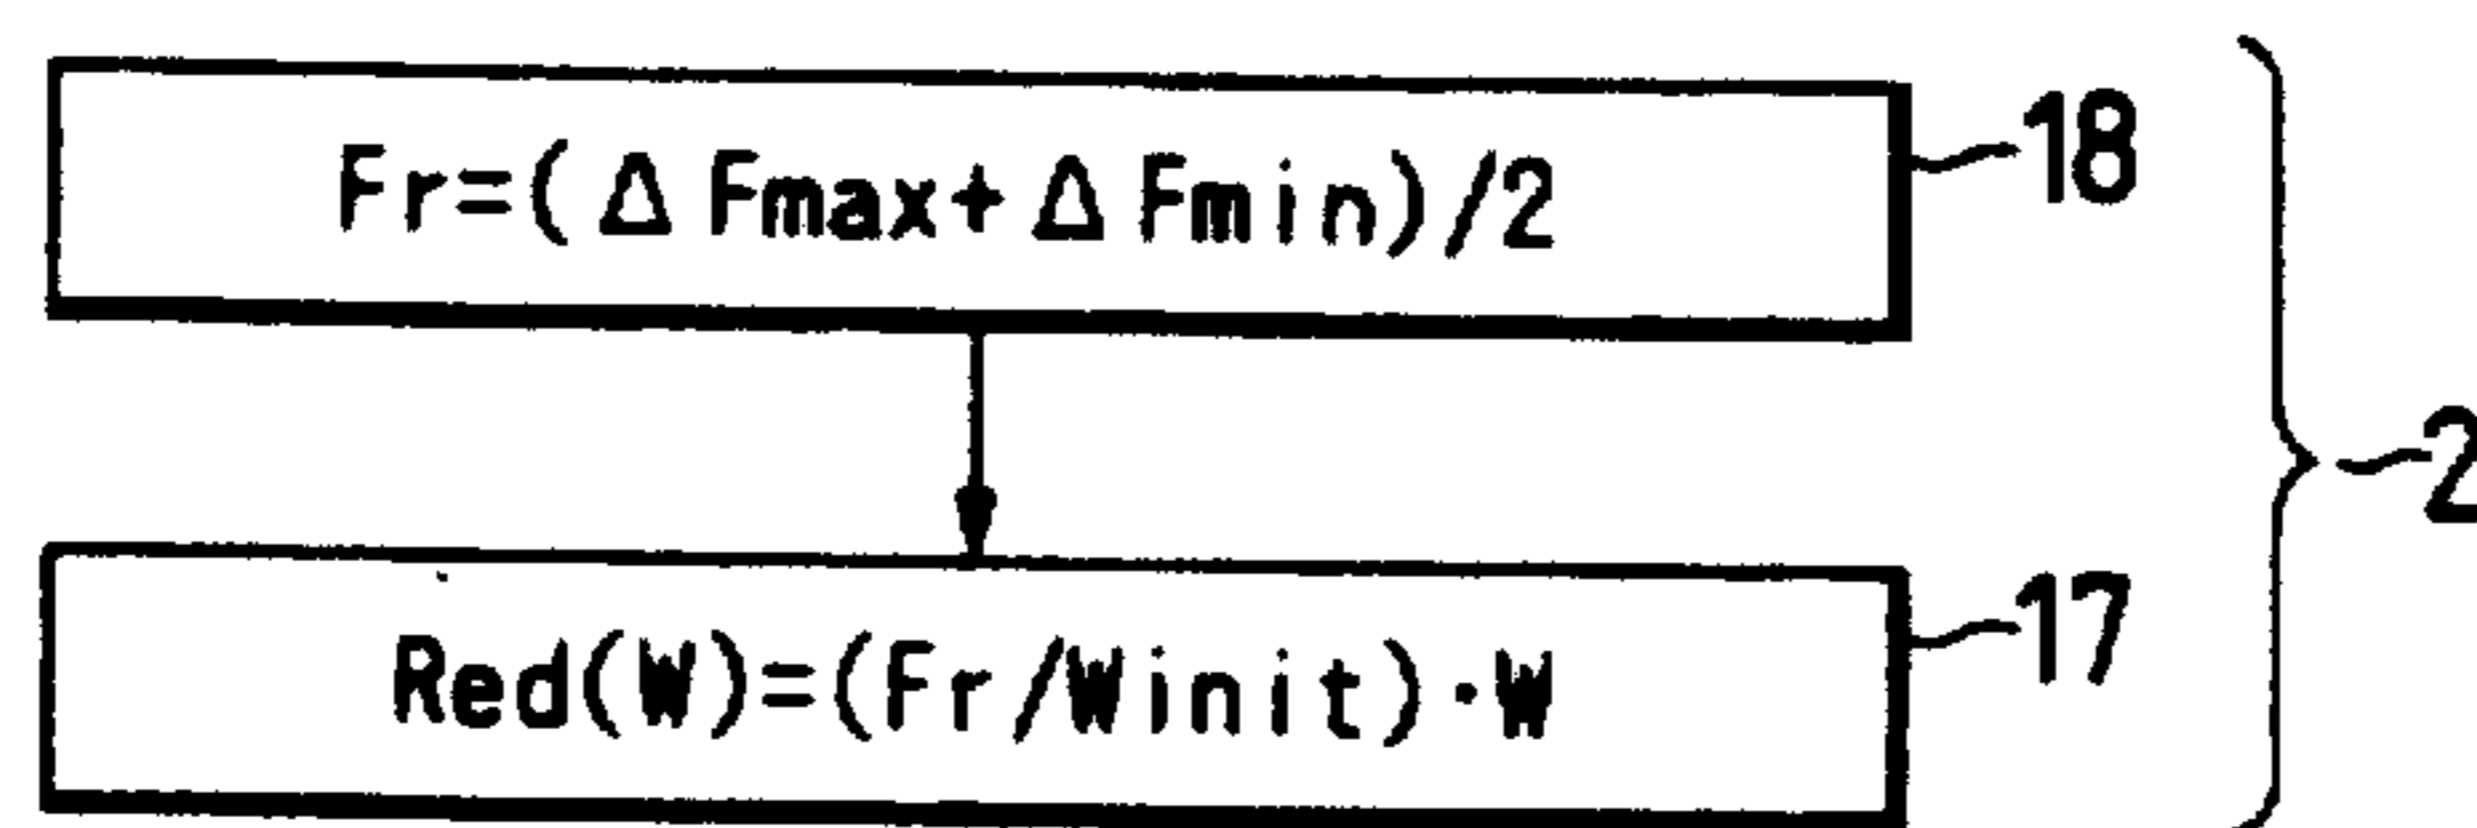 Fr=(ΔFmax+ΔFmin)/2
18
2
Red(W)=(Fr/Winit)·W
17